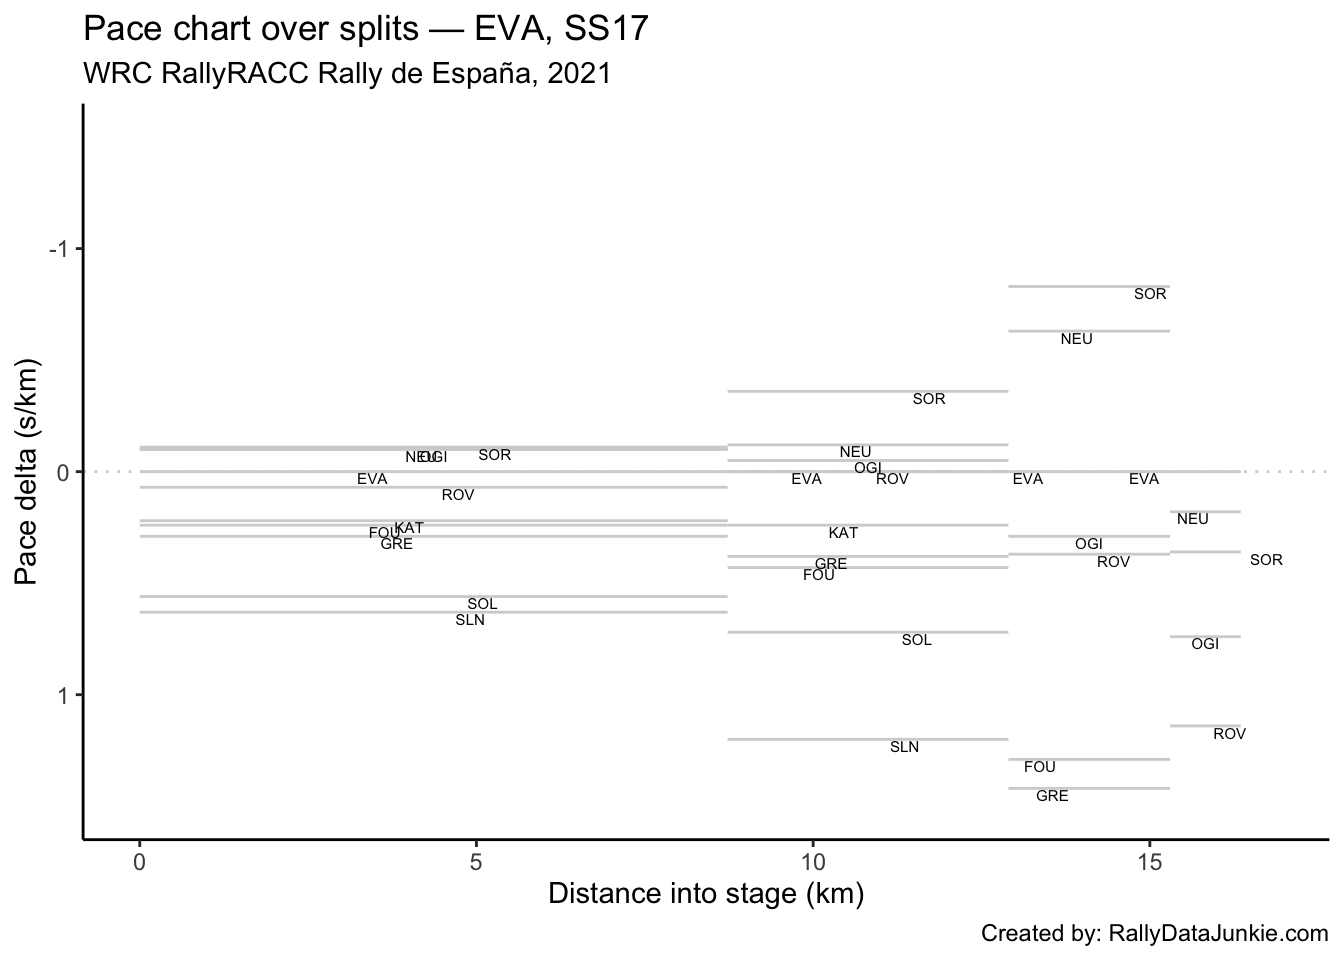 Pace chart over splits — EVA, SS17
WRC RallyRACC Rally de España, 2021
Pace delta (s/km)
-1
0
1
SOR
NEU
SOR
NEU
OGI
SOR
NEU
OGI
EVA
EVA
ROV
EVA
EVA
ROV
NEU
KAT
FOU
KAT
GRE
OGI
SOR
ROV
GRE
FOU
SOL
SLN
SOL
OGI
ROV
SLN
FOU
GRE
0 5 10 15
Distance into stage (km)
Created by: RallyDataJunkie.com